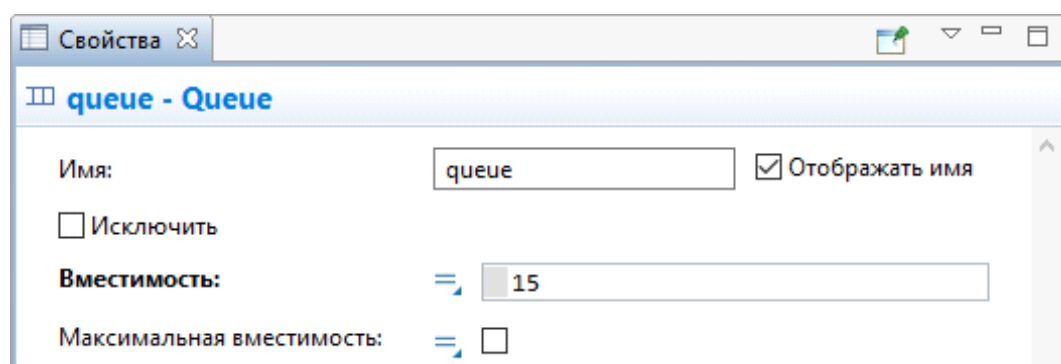 Свойства
queue - Queue
Имя: queue Отображать имя
Исключить
Вместимость: 15
Максимальная вместимость: